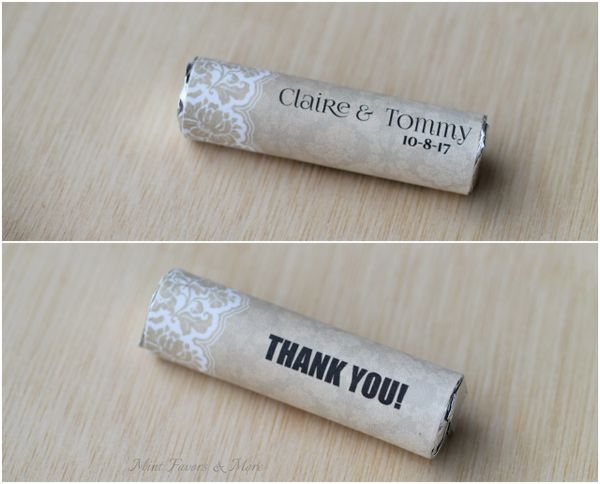 Claire & Tommy
10-8-17
THANK YOU!
Mint Favors & More